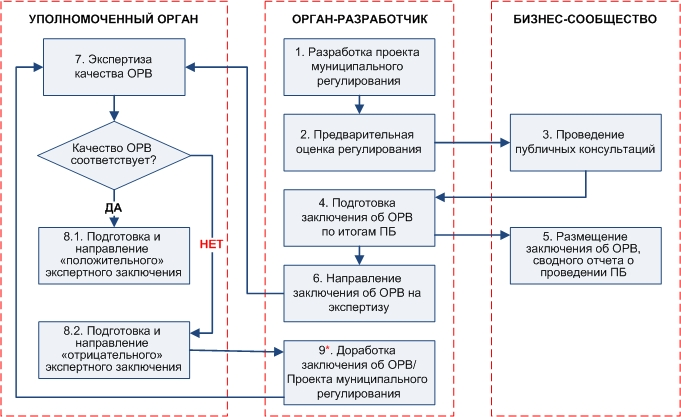 УПОЛНОМОЧЕННЫЙ ОРГАН
ОРГАН-РАЗРАБОТЧИК
БИЗНЕС-СООБЩЕСТВО
7. Экспертиза
качества ОРВ
1. Разработка проекта
муниципального
регулирования
2. Предварительная
оценка регулирования
3. Проведение
публичных консультаций
Качество ОРВ
соответствует?
4. Подготовка
заключения об ОРВ
по итогам ПБ
ДА
НЕТ
8.1. Подготовка и
направление
«положительного»
экспертного заключения
5. Размещение
заключения об ОРВ,
сводного отчета о
проведении ПБ
6. Направление
заключения об ОРВ на
экспертизу
8.2. Подготовка и
направление
«отрицательного»
экспертного заключения
9*. Доработка
заключения об ОРВ/
Проекта муниципального
регулирования